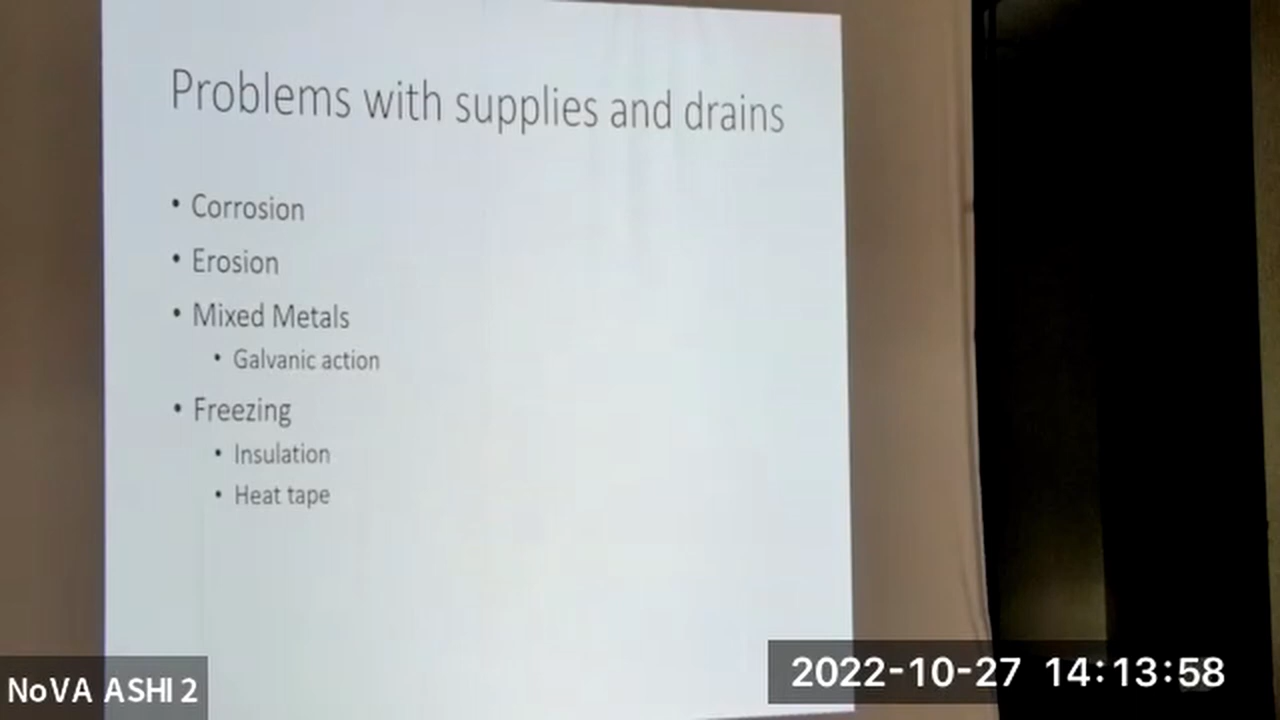 Problems with supplies and drains
• Corrosion
• Erosion
• Mixed Metals
• Galvanic action
• Freezing
• Insulation
• Heat tape
NoVA ASHI 2
2022-10-27 14:13:58